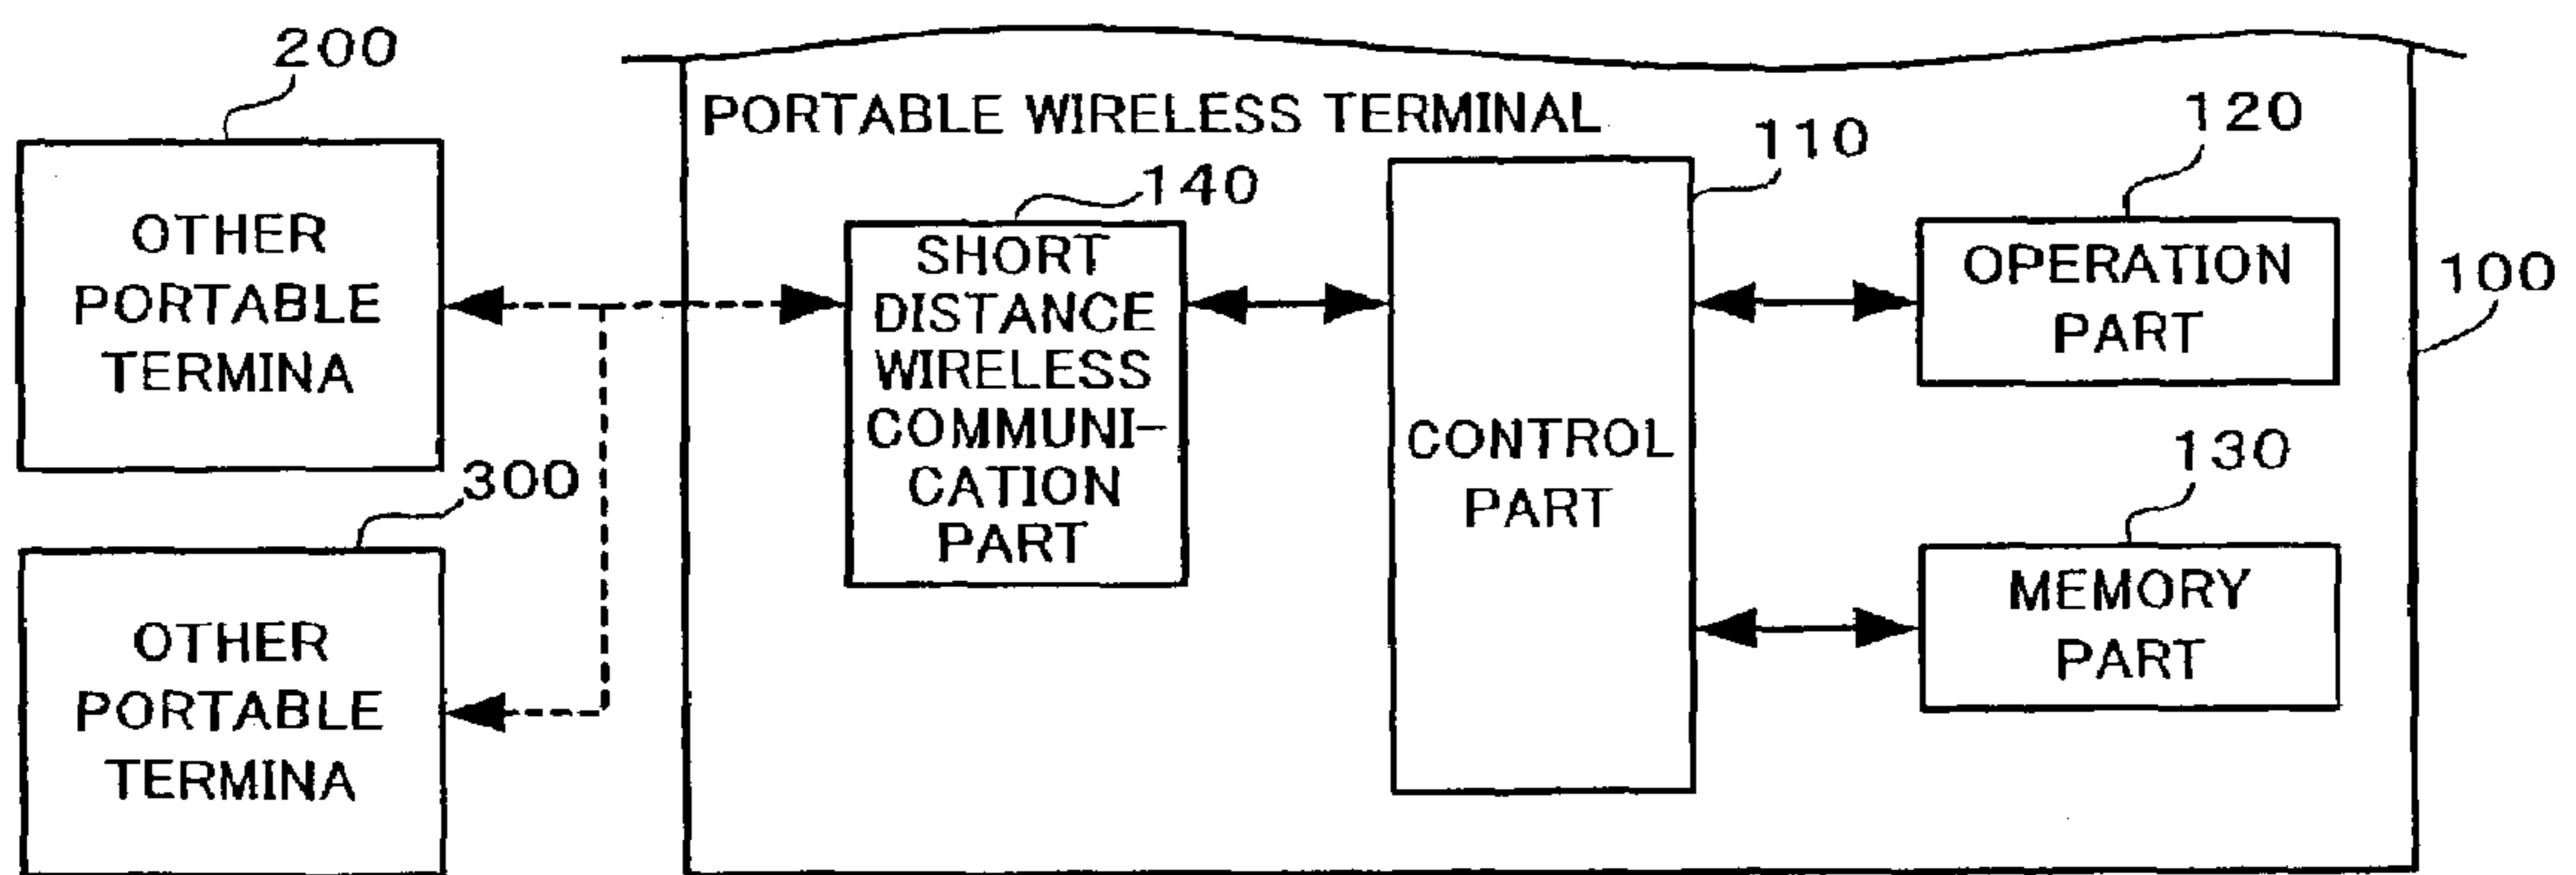 200
OTHER
PORTABLE
TERMINA
300
OTHER
PORTABLE
TERMINA
PORTABLE WIRELESS TERMINAL
140
SHORT
DISTANCE
WIRELESS
COMMUNI-
CATION
PART
110
CONTROL
PART
120
OPERATION
PART
130
MEMORY
PART
100